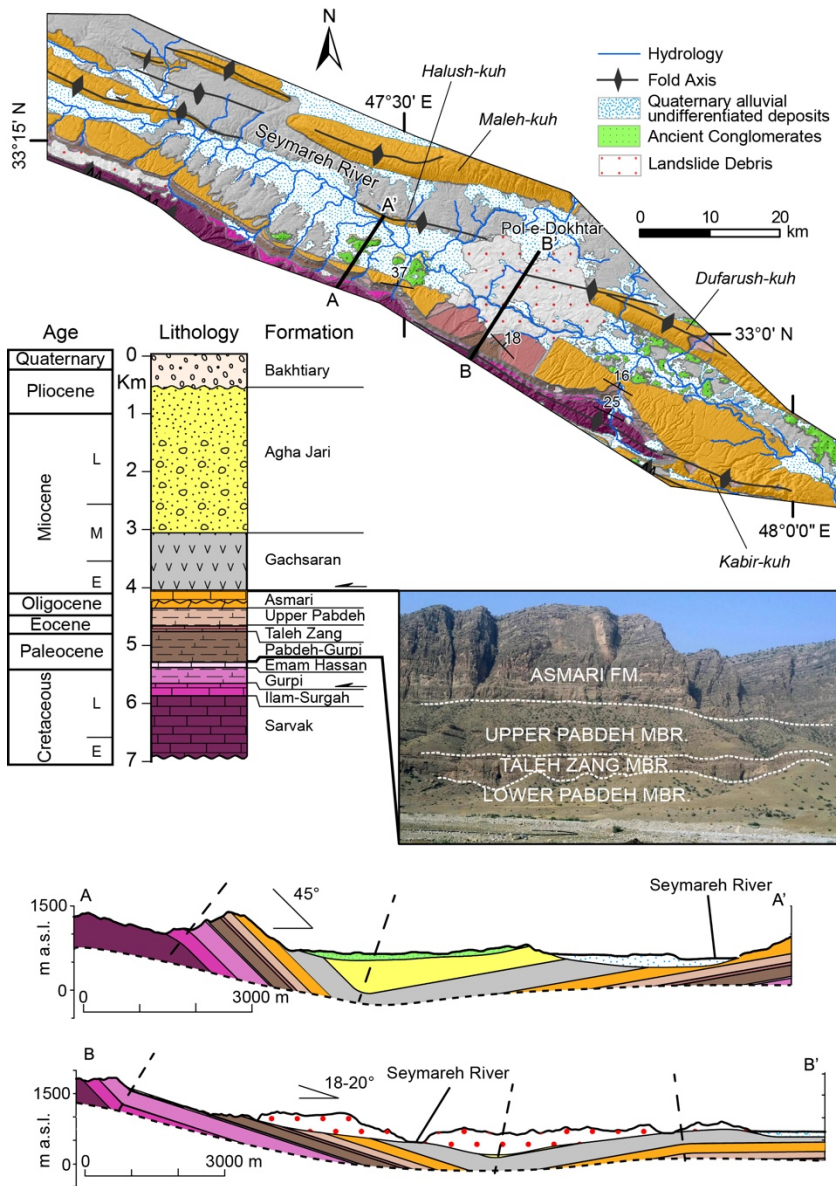 N
47°30' E
33°15' N
Halush-kuh
Maleh-kuh
Seymareh River
A'
A
37
Pol-e-Dokhtar
B'
B
18
16
25
Dufarush-kuh
33°0' N
48°0'0" E
Kabir-kuh
Hydrology
Fold Axis
Quaternary alluvial
undifferentiated deposits
Ancient Conglomerates
Landslide Debris
0 10 20
km
Age Lithology Formation
Quaternary
Pliocene
Miocene
L
M
E
Oligocene
Eocene
Paleocene
Cretaceous
L
E
0
Km
1
2
3
4
5
6
7
Bakhtiary
Agha Jari
Gachsaran
Asmari
Upper Pabdeh
Taleh Zang
Pabdeh-Gurpi
Emam Hassan
Gurpi
Ilam-Surgah
Sarvak
ASMARI FM.
UPPER PABDEH MBR.
TALEH ZANG MBR.
LOWER PABDEH MBR.
A
A'
1500
0
m a.s.l.
45°
Seymareh River
0 3000 m
B
B'
1500
0
m a.s.l.
18-20°
Seymareh River
0 3000 m